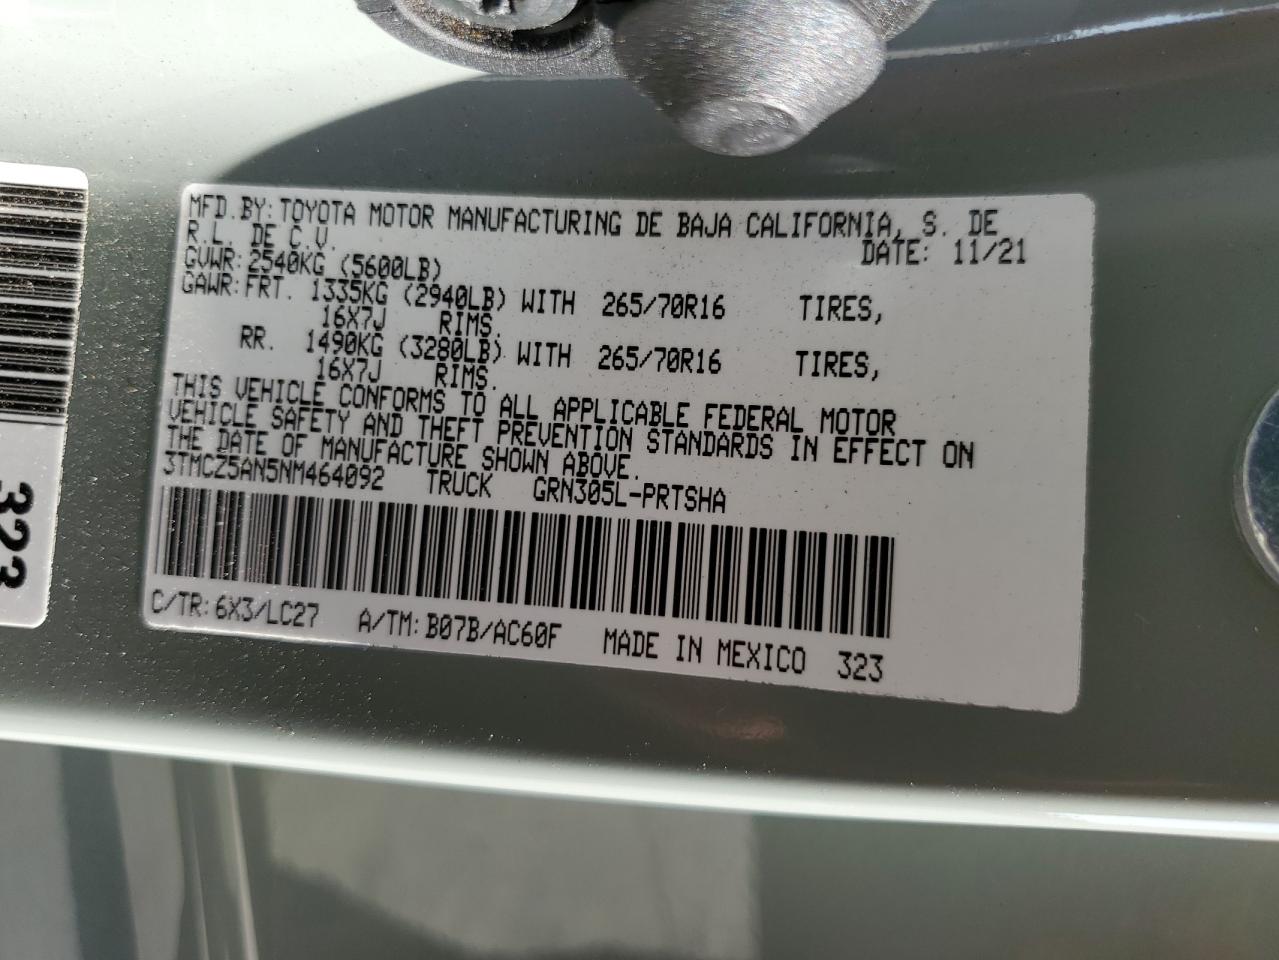 MFD.BY:TOYOTA MOTOR MANUFACTURING DE BAJA CALIFORNIA, S. DE
R.L. DE C.V. DATE: 11/21
GVWR:2540KG (5600LB)
GAWR:FRT. 1335KG (2940LB) WITH 265/70R16 TIRES,
16X7J RIMS.
RR. 1490KG (3280LB) WITH 265/70R16 TIRES,
16X7J RIMS.
THIS VEHICLE CONFORMS TO ALL APPLICABLE FEDERAL MOTOR
VEHICLE SAFETY AND THEFT PREVENTION STANDARDS IN EFFECT ON
THE DATE OF MANUFACTURE SHOWN ABOVE.
3TMCZ5AN5NM464092 TRUCK GRN305L-PRTSHA
C/TR:6X3/LC27 A/TM:B07B/AC60F MADE IN MEXICO 323
323